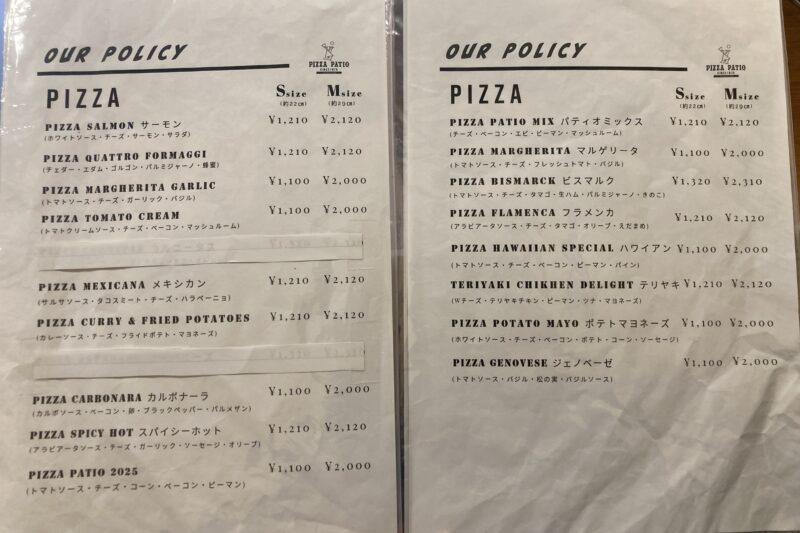 OUR POLICY
PIZZA PATIO
PIZZA
Ssize Msize
(約22cm) (約29cm)
PIZZA SALMON サーモン ¥1,210 ¥2,120
(ホワイトソース・チーズ・サーモン・サラダ)
PIZZA QUATTRO FORMAGGI ¥1,210 ¥2,120
(チェダー・エダム・ゴルゴン・パルミジャーノ・蜂蜜)
PIZZA MARGHERITA GARLIC ¥1,100 ¥2,000
(トマトソース・チーズ・ガーリック・バジル)
PIZZA TOMATO CREAM ¥1,100 ¥2,000
(トマトクリームソース・チーズ・ベーコン・マッシュルーム)
PIZZA MEXICANA メキシカン ¥1,210 ¥2,120
(サルサソース・タコスミート・チーズ・ハラペーニョ)
PIZZA CURRY & FRIED POTATOES ¥1,210 ¥2,120
(カレーソース・チーズ・フライドポテト・マヨネーズ)
PIZZA CARBONARA カルボナーラ ¥1,100 ¥2,000
(カルボソース・ベーコン・卵・ブラックペッパー・パルメザン)
PIZZA SPICY HOT スパイシーホット ¥1,210 ¥2,120
(アラビアータソース・チーズ・ガーリック・ソーセージ・オリーブ)
PIZZA PATIO 2025 ¥1,100 ¥2,000
(トマトソース・チーズ・コーン・ベーコン・ピーマン)
OUR POLICY
PIZZA PATIO
PIZZA
Ssize Msize
(約22cm) (約29cm)
PIZZA PATIO MIX パティオミックス ¥1,210 ¥2,120
(チーズ・ベーコン・エビ・ピーマン・マッシュルーム)
PIZZA MARGHERITA マルゲリータ ¥1,100 ¥2,000
(トマトソース・チーズ・フレッシュトマト・バジル)
PIZZA BISMARCK ビスマルク ¥1,320 ¥2,310
(トマトソース・チーズ・タマゴ・生ハム・パルミジャーノ・きのこ)
PIZZA FLAMENCA フラメンカ ¥1,210 ¥2,120
(アラビアータソース・チーズ・タマゴ・オリーブ・えだまめ)
PIZZA HAWAIIAN SPECIAL ハワイアン ¥1,100 ¥2,000
(トマトソース・チーズ・ベーコン・ピーマン・パイン)
TERIYAKI CHIKHEN DELIGHT テリヤキ ¥1,210 ¥2,120
(Wチーズ・テリヤキチキン・ピーマン・ツナ・マヨネーズ)
PIZZA POTATO MAYO ポテトマヨネーズ ¥1,100 ¥2,000
(ホワイトソース・チーズ・ベーコン・ポテト・コーン・ソーセージ)
PIZZA GENOVESE ジェノベーゼ ¥1,100 ¥2,000
(トマトソース・バジル・松の実・バジルソース)